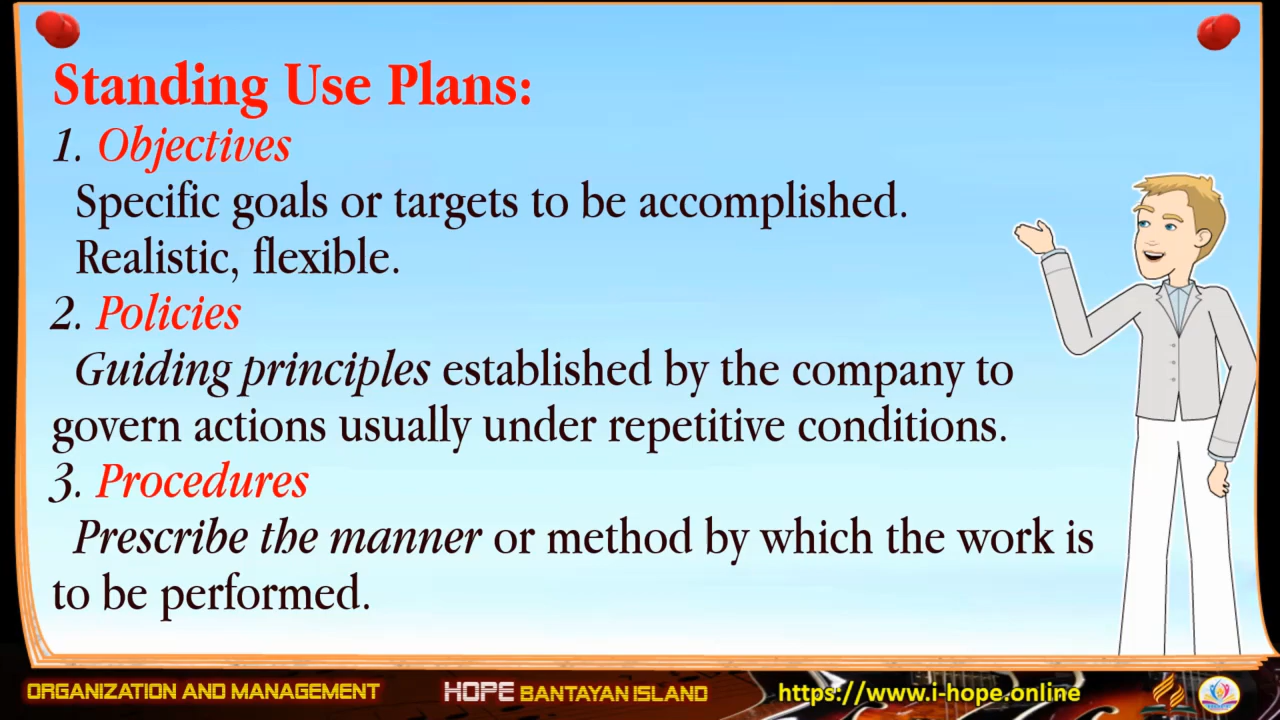 Standing Use Plans:
1. Objectives
Specific goals or targets to be accomplished.
Realistic, flexible.
2. Policies
Guiding principles established by the company to
govern actions usually under repetitive conditions.
3. Procedures
Prescribe the manner or method by which the work is
to be performed.
ORGANIZATION AND MANAGEMENT HOPE BANTAYAN ISLAND https://www.i-hope.online